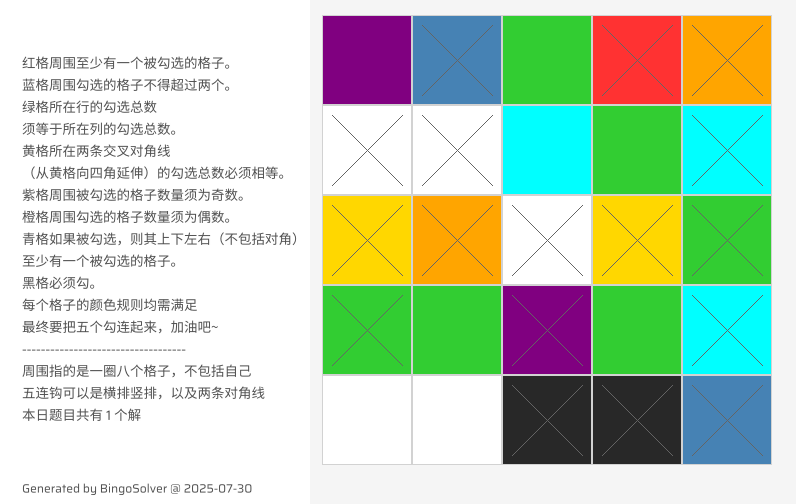 红格周围至少有一个被勾选的格子。
蓝格周围勾选的格子不得超过两个。
绿格所在行的勾选总数
须等于所在列的勾选总数。
黄格所在两条交叉对角线
（从黄格向四角延伸）的勾选总数必须相等。
紫格周围被勾选的格子数量须为奇数。
橙格周围勾选的格子数量须为偶数。
青格如果被勾选，则其上下左右（不包括对角）
至少有一个被勾选的格子。
黑格必须勾。
每个格子的颜色规则均需满足
最终要把五个勾连起来，加油吧~
-----------------------------------
周围指的是一圈八个格子，不包括自己
五连钩可以是横排竖排，以及两条对角线
本日题目共有1个解
Generated by BingoSolver @ 2025-07-30